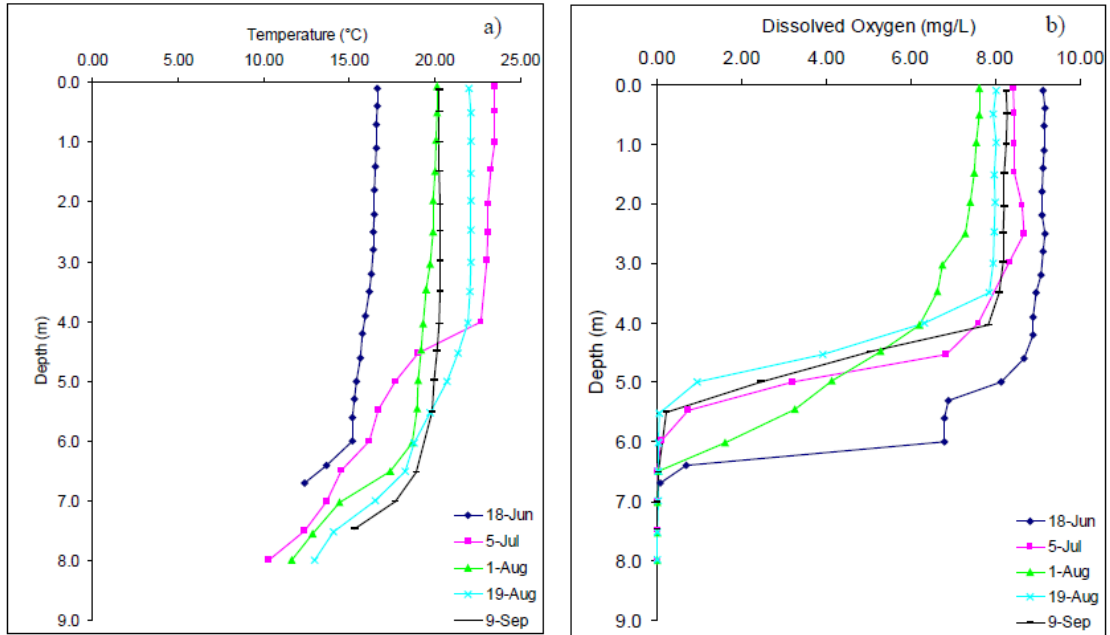 Temperature (°C)
a)
0.00 5.00 10.00 15.00 20.00 25.00
0.0
1.0
2.0
3.0
4.0
5.0
6.0
7.0
8.0
9.0
Depth (m)
18-Jun
5-Jul
1-Aug
19-Aug
9-Sep
Dissolved Oxygen (mg/L)
b)
0.00 2.00 4.00 6.00 8.00 10.00
0.0
1.0
2.0
3.0
4.0
5.0
6.0
7.0
8.0
9.0
Depth (m)
18-Jun
5-Jul
1-Aug
19-Aug
9-Sep